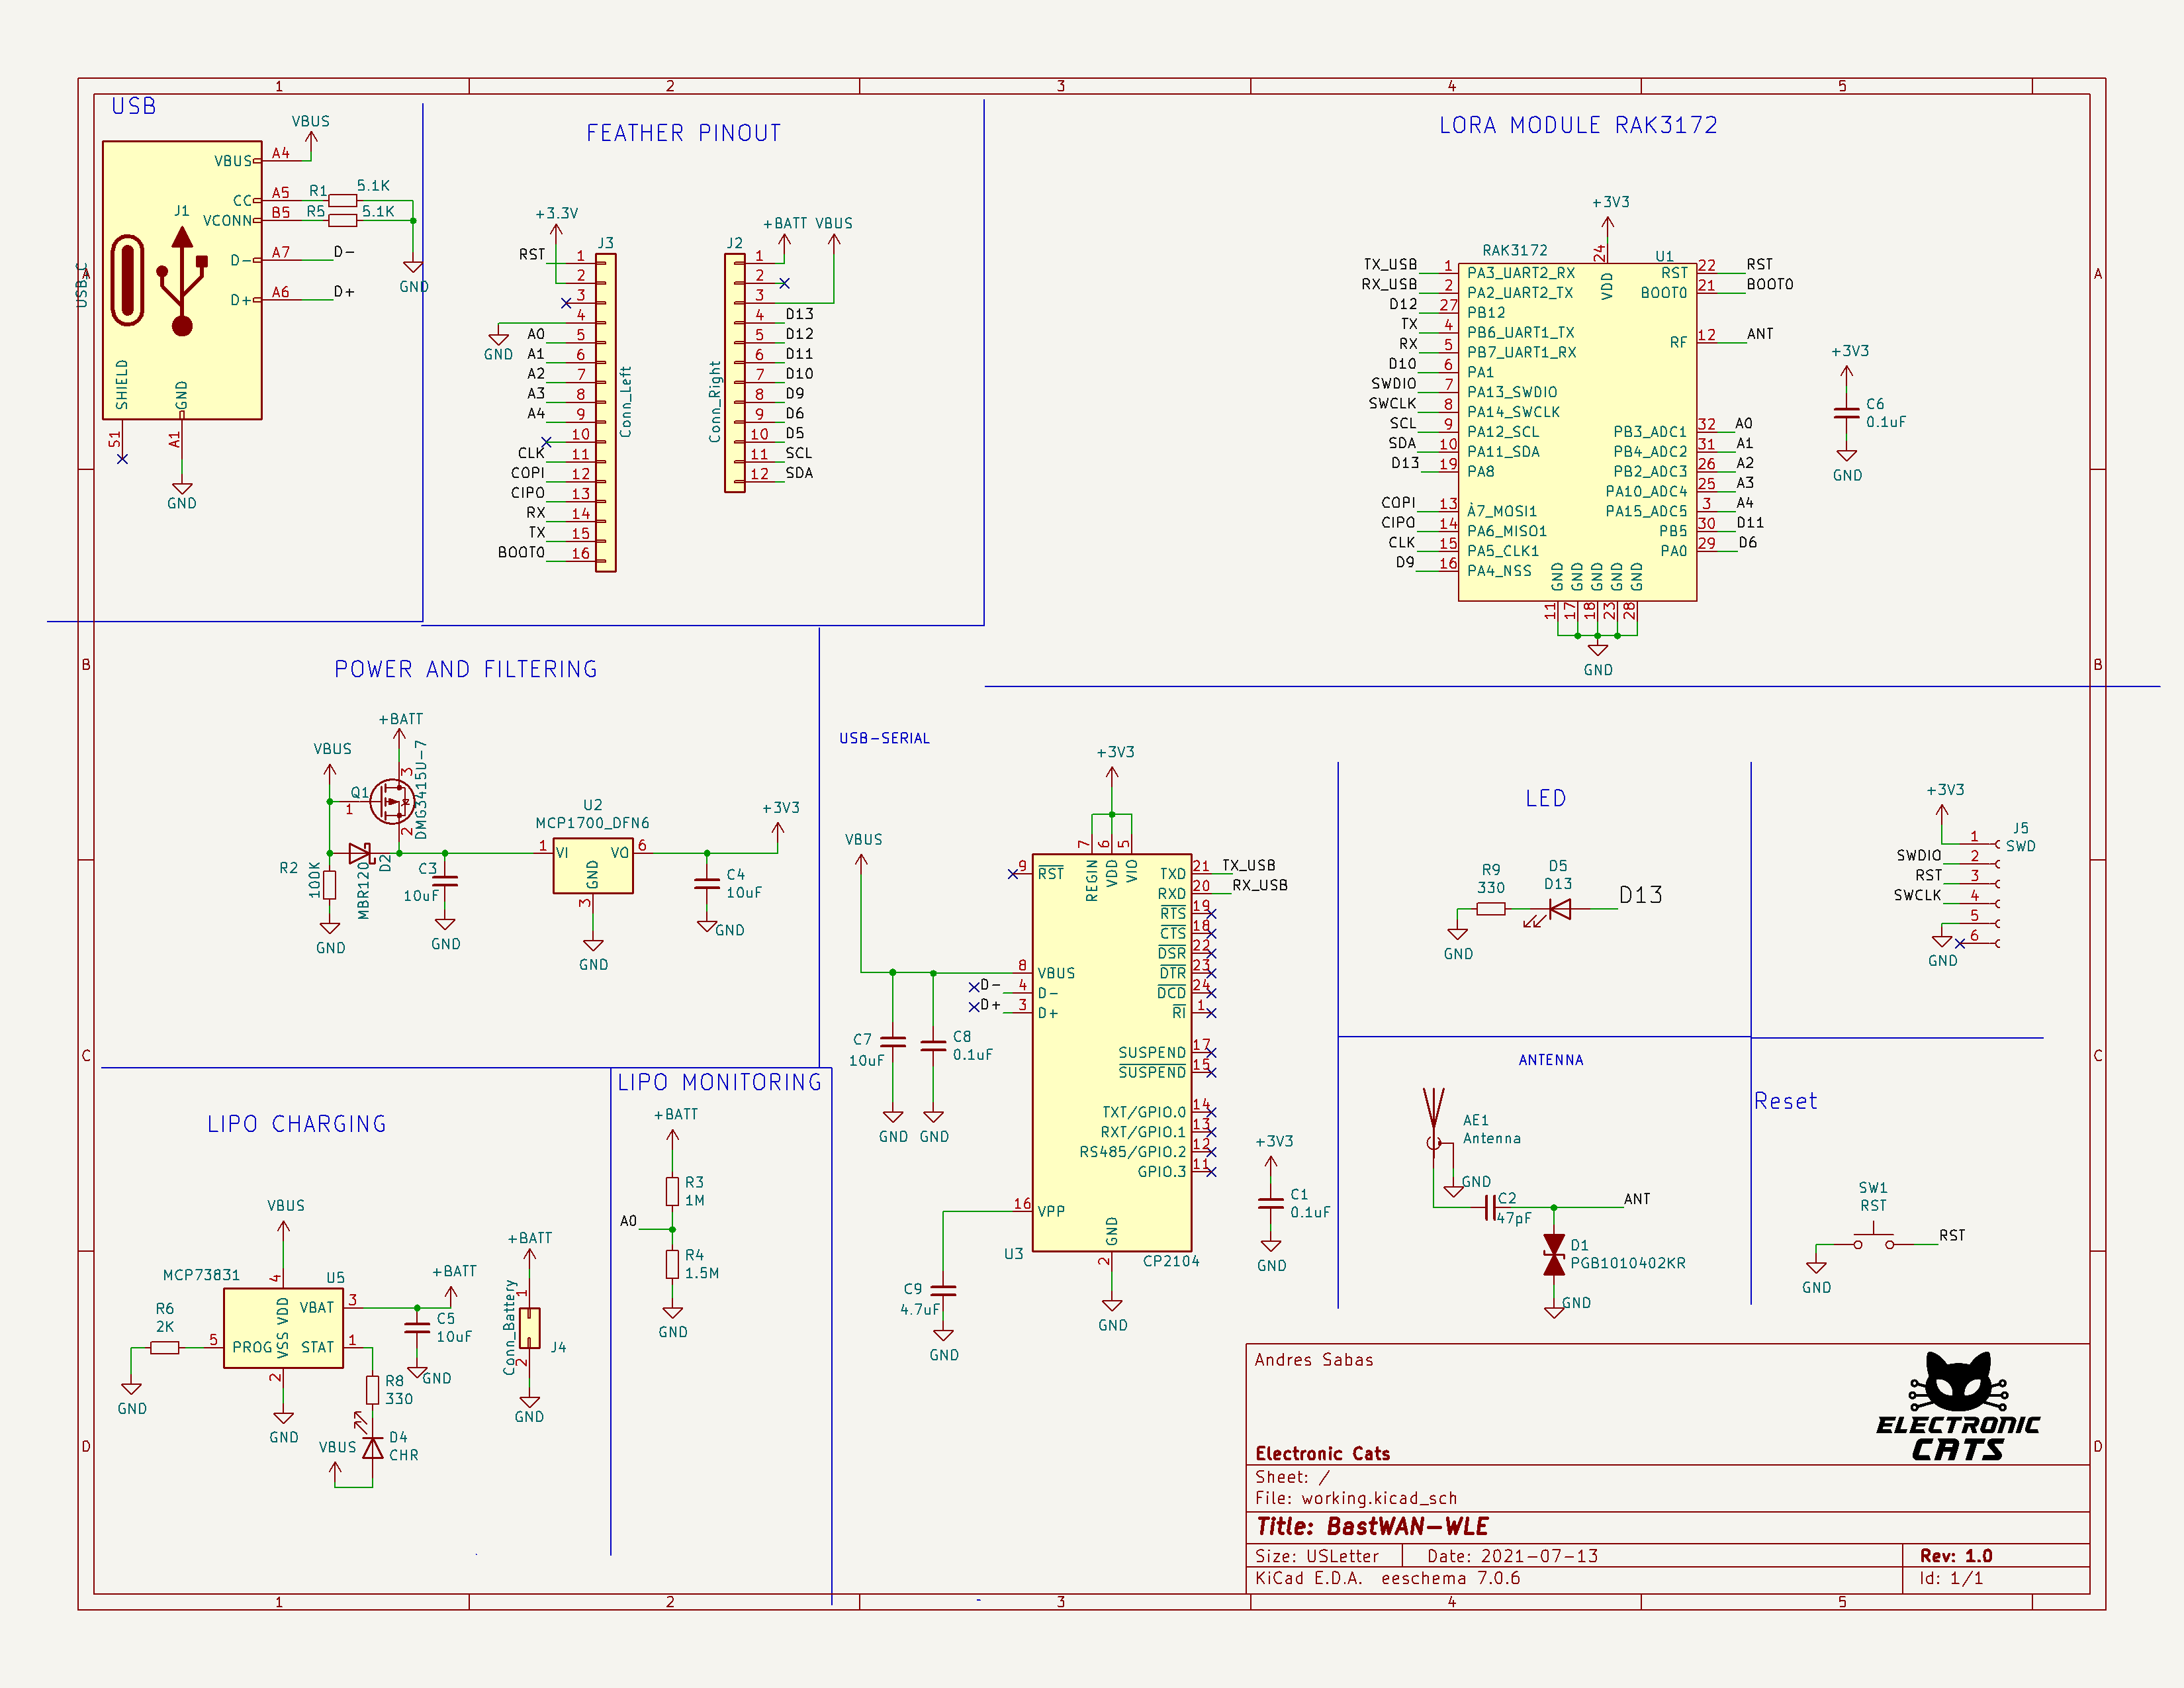 USB
VBUS
J1
USB_C
VBUS A4
CC A5 R1 5.1K
VCONN B5 R5 5.1K
D- A7 D-
D+ A6 D+
GND
SHIELD
GND
S1
A1
GND
FEATHER PINOUT
+3.3V
J3
Conn_Left
RST 1
2
3
4
GND
A0 5
A1 6
A2 7
A3 8
A4 9
10
CLK 11
COPI 12
CIPO 13
RX 14
TX 15
BOOT0 16
+BATT VBUS
J2
Conn_Right
1
2
3
4 D13
5 D12
6 D11
7 D10
8 D9
9 D6
10 D5
11 SCL
12 SDA
LORA MODULE RAK3172
+3V3
RAK3172
24
U1
VDD
TX_USB 1 PA3_UART2_RX
RX_USB 2 PA2_UART2_TX
D12 27 PB12
TX 4 PB6_UART1_TX
RX 5 PB7_UART1_RX
D10 6 PA1
SWDIO 7 PA13_SWDIO
SWCLK 8 PA14_SWCLK
SCL 9 PA12_SCL
SDA 10 PA11_SDA
D13 19 PA8
COPI 13 A7_MOSI1
CIPO 14 PA6_MISO1
CLK 15 PA5_CLK1
D9 16 PA4_NSS
RST 22 RST
BOOT0 21 BOOT0
RF 12 ANT
PB3_ADC1 32 A0
PB4_ADC2 31 A1
PB2_ADC3 26 A2
PA10_ADC4 25 A3
PA15_ADC5 3 A4
PB5 30 D11
PA0 29 D6
GND GND GND GND GND
11 17 18 23 28
GND
+3V3
C6
0.1uF
GND
POWER AND FILTERING
+BATT
VBUS
3
Q1
1
DMG3415U-7
2
R2
100K
GND
MBR120
D2
C3
10uF
GND
U2
MCP1700_DFN6
1 VI
VO 6
GND
3
GND
+3V3
C4
10uF
GND
USB-SERIAL
+3V3
VBUS
7 6 5
REGIN VDD VIO
9 RST
TXD 21 TX_USB
RXD 20 RX_USB
RTS 19
CTS 18
DSR 22
DTR 23
DCD 24
RI 1
8 VBUS
D- 4 D-
D+ 3 D+
C7
10uF
GND
C8
0.1uF
GND
SUSPEND 17
SUSPEND 15
TXT/GPIO.0 14
RXT/GPIO.1 13
RS485/GPIO.2 12
GPIO.3 11
16 VPP
GND
2
U3
CP2104
GND
C9
4.7uF
GND
+3V3
C1
0.1uF
GND
LED
R9
330
D5
D13
D13
GND
+3V3
J5
SWD
1
SWDIO 2
RST 3
SWCLK 4
5
6
GND
ANTENNA
AE1
Antenna
GND
C2
47pF
ANT
D1
PGB1010402KR
GND
Reset
SW1
RST
RST
GND
LIPO CHARGING
VBUS
MCP73831
4
U5
VDD
VBAT 3
+BATT
C5
10uF
GND
R6
2K
5 PROG
VSS
STAT 1
2
GND
GND
R8
330
D4
CHR
VBUS
+BATT
Conn_Battery
1
2
J4
GND
LIPO MONITORING
+BATT
R3
1M
A0
R4
1.5M
GND
Andres Sabas
ELECTRONIC
CATS
Electronic Cats
Sheet: /
File: working.kicad_sch
Title: BastWAN-WLE
Size: USLetter Date: 2021-07-13 Rev: 1.0
KiCad E.D.A. eeschema 7.0.6 Id: 1/1
1 2 3 4 5
A B C D
A B C D
1 2 3 4 5